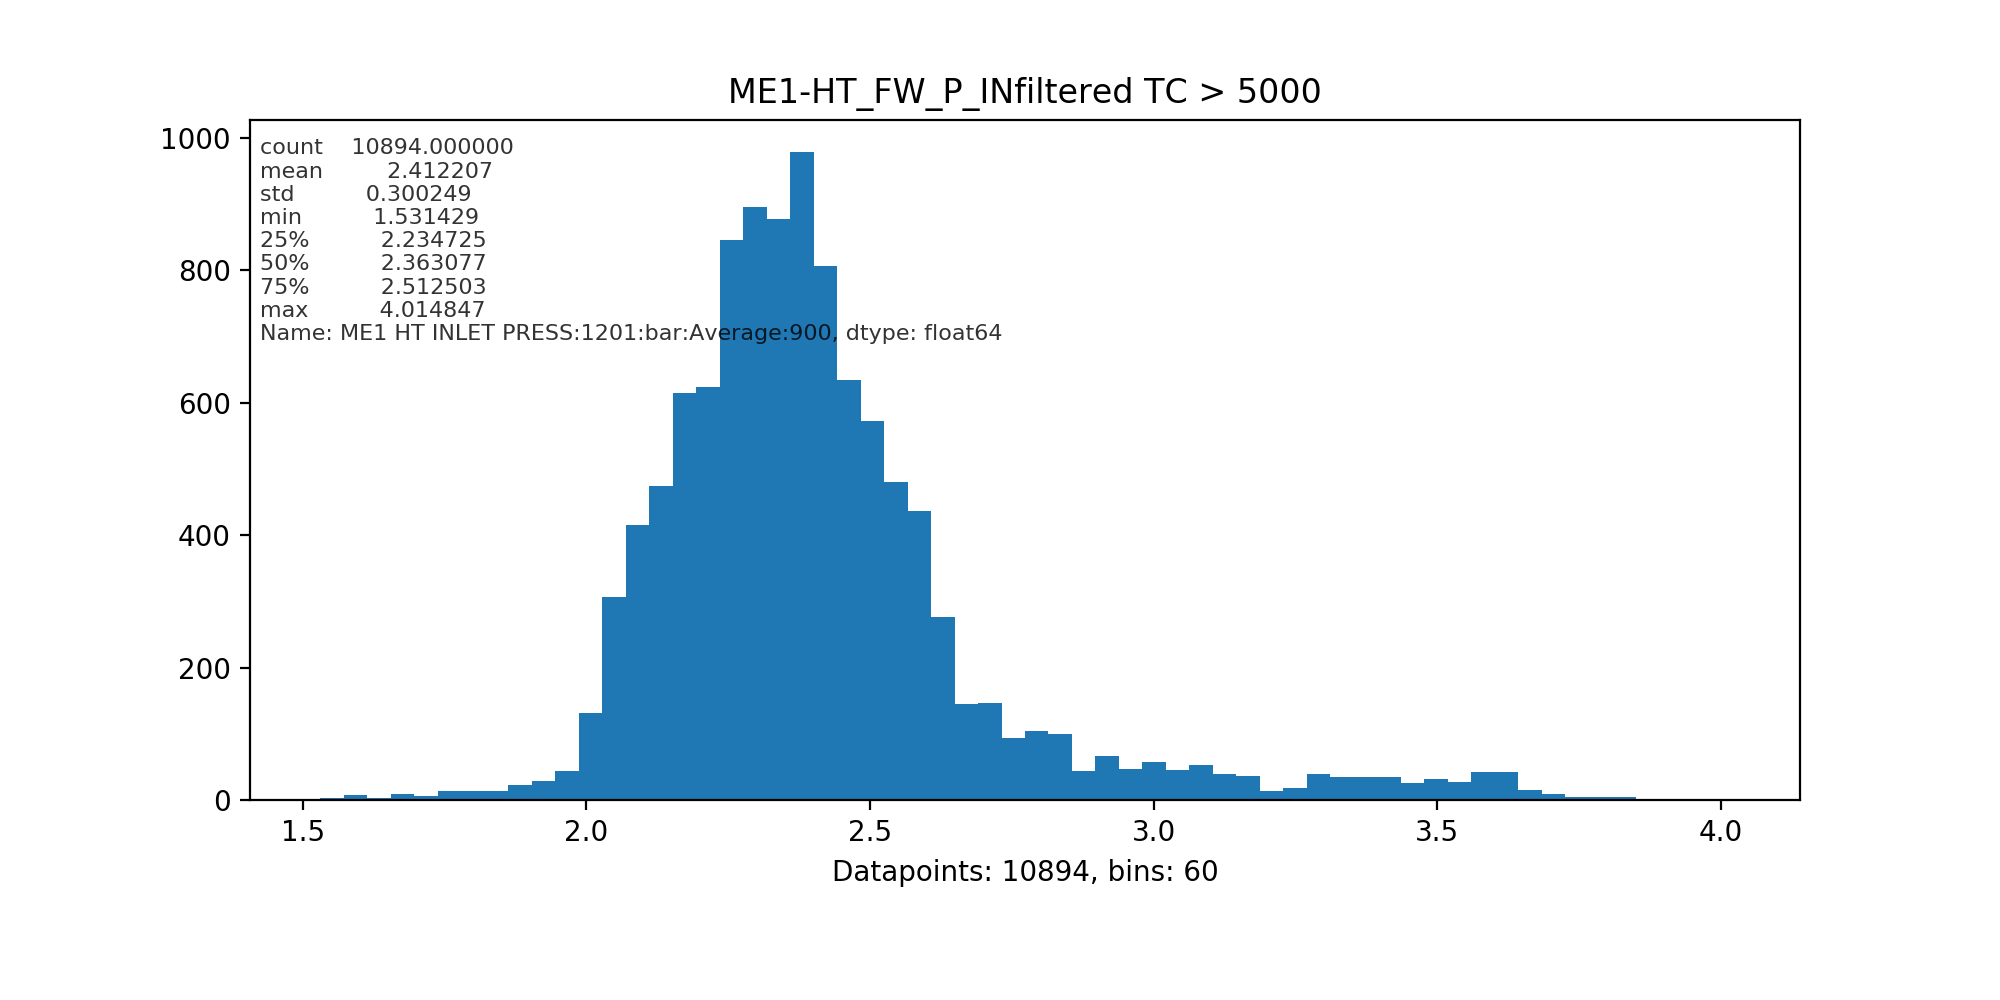 ME1-HT_FW_P_INfiltered TC > 5000
1000
800
600
400
200
0
count 10894.000000
mean 2.412207
std 0.300249
min 1.531429
25% 2.234725
50% 2.363077
75% 2.512503
max 4.014847
Name: ME1 HT INLET PRESS:1201:bar:Average:900, dtype: float64
1.5 2.0 2.5 3.0 3.5 4.0
Datapoints: 10894, bins: 60